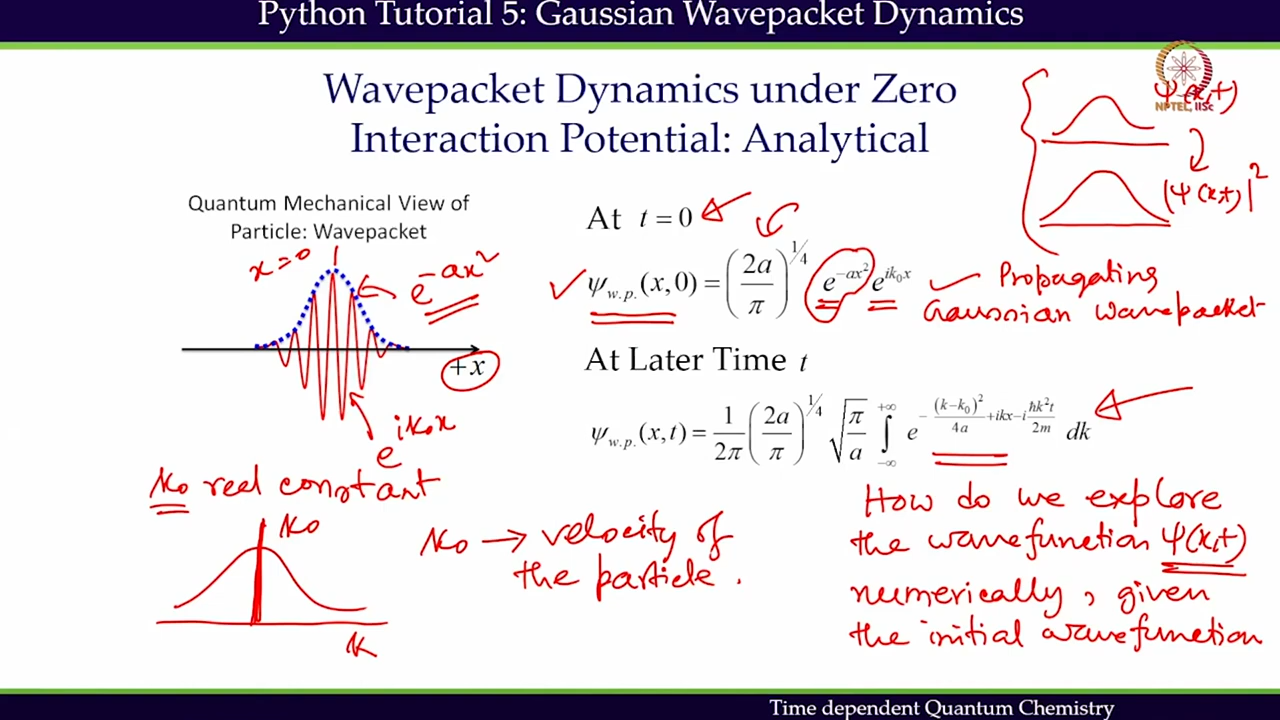 Python Tutorial 5: Gaussian Wavepacket Dynamics
Wavepacket Dynamics under Zero
Interaction Potential: Analytical
ψ(x,t)
NPTEL, IISc
|ψ(x,t)|²
Quantum Mechanical View of
Particle: Wavepacket
x=0
e^{-ax²}
+x
e^{ik₀x}
At t = 0
ψ_{w.p.}(x,0) = (2a/π)^{1/4} e^{-ax²} e^{ik₀x}
Propagating
Gaussian wavepacket
At Later Time t
ψ_{w.p.}(x,t) = 1/2π (2a/π)^{1/4} √(π/a) ∫_{-∞}^{+∞} e^{-(k-k₀)²/4a + ikx - i ħk²t/2m} dk
k₀ real constant
k₀
k
k₀ → velocity of
the particle.
How do we explore
the wavefunction ψ(x,t)
numerically, given
the initial wavefunction
Time dependent Quantum Chemistry